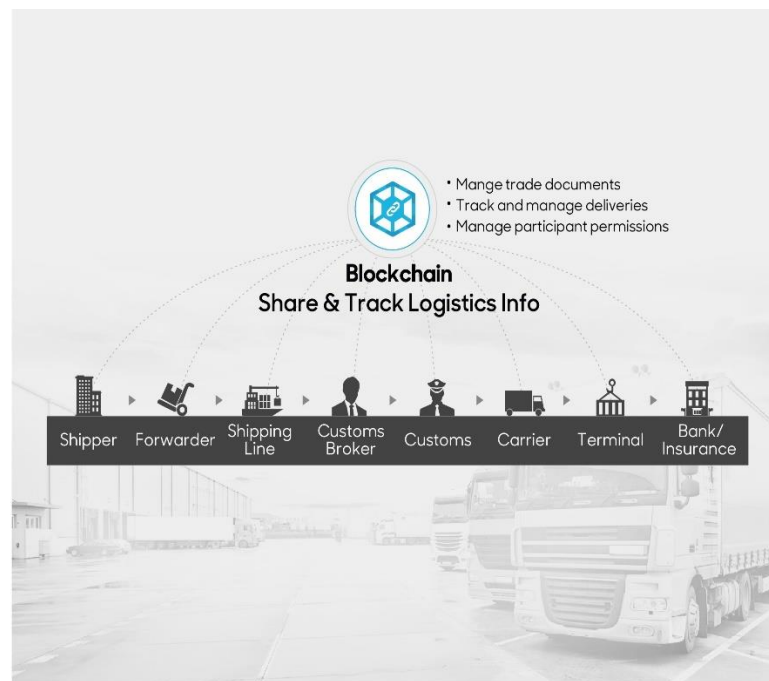 • Mange trade documents
• Track and manage deliveries
• Manage participant permissions
Blockchain
Share & Track Logistics Info
Shipper
Forwarder
Shipping
Line
Customs
Broker
Customs
Carrier
Terminal
Bank/
Insurance